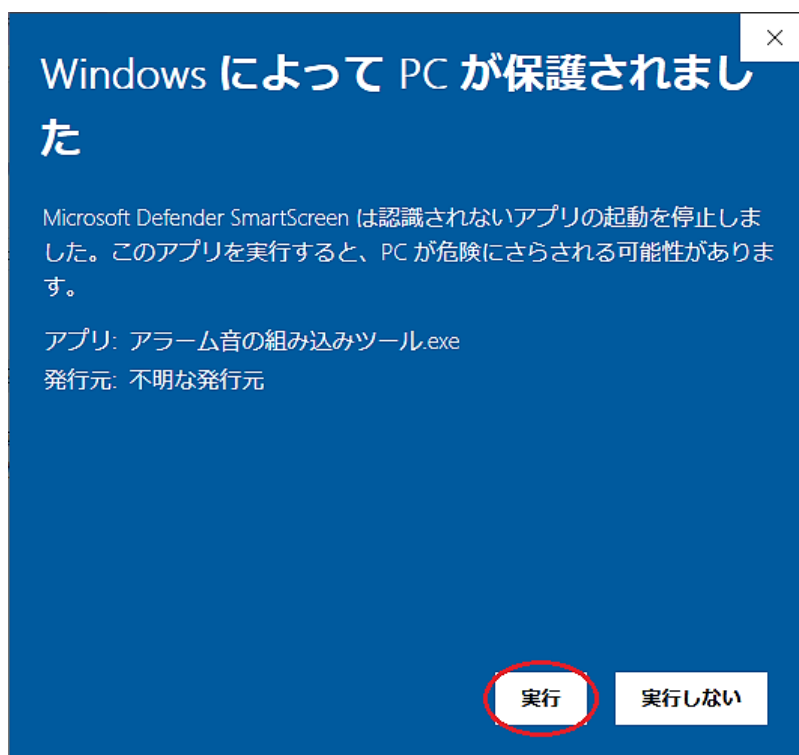 Windows によって PC が保護されまし
た
Microsoft Defender SmartScreen は認識されないアプリの起動を停止しま
した。このアプリを実行すると、PC が危険にさらされる可能性がありま
す。
アプリ: アラーム音の組み込みツール.exe
発行元: 不明な発行元
実行
実行しない